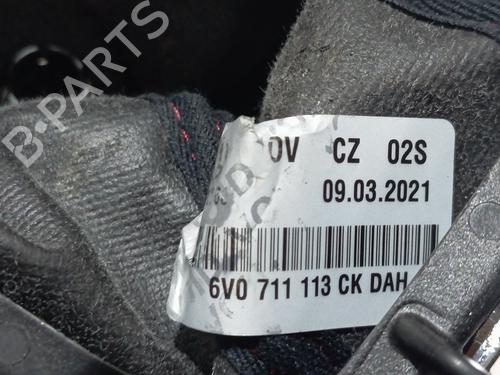 OV CZ 02S
09.03.2021
6V0 711 113 CK DAH
B-PARTS